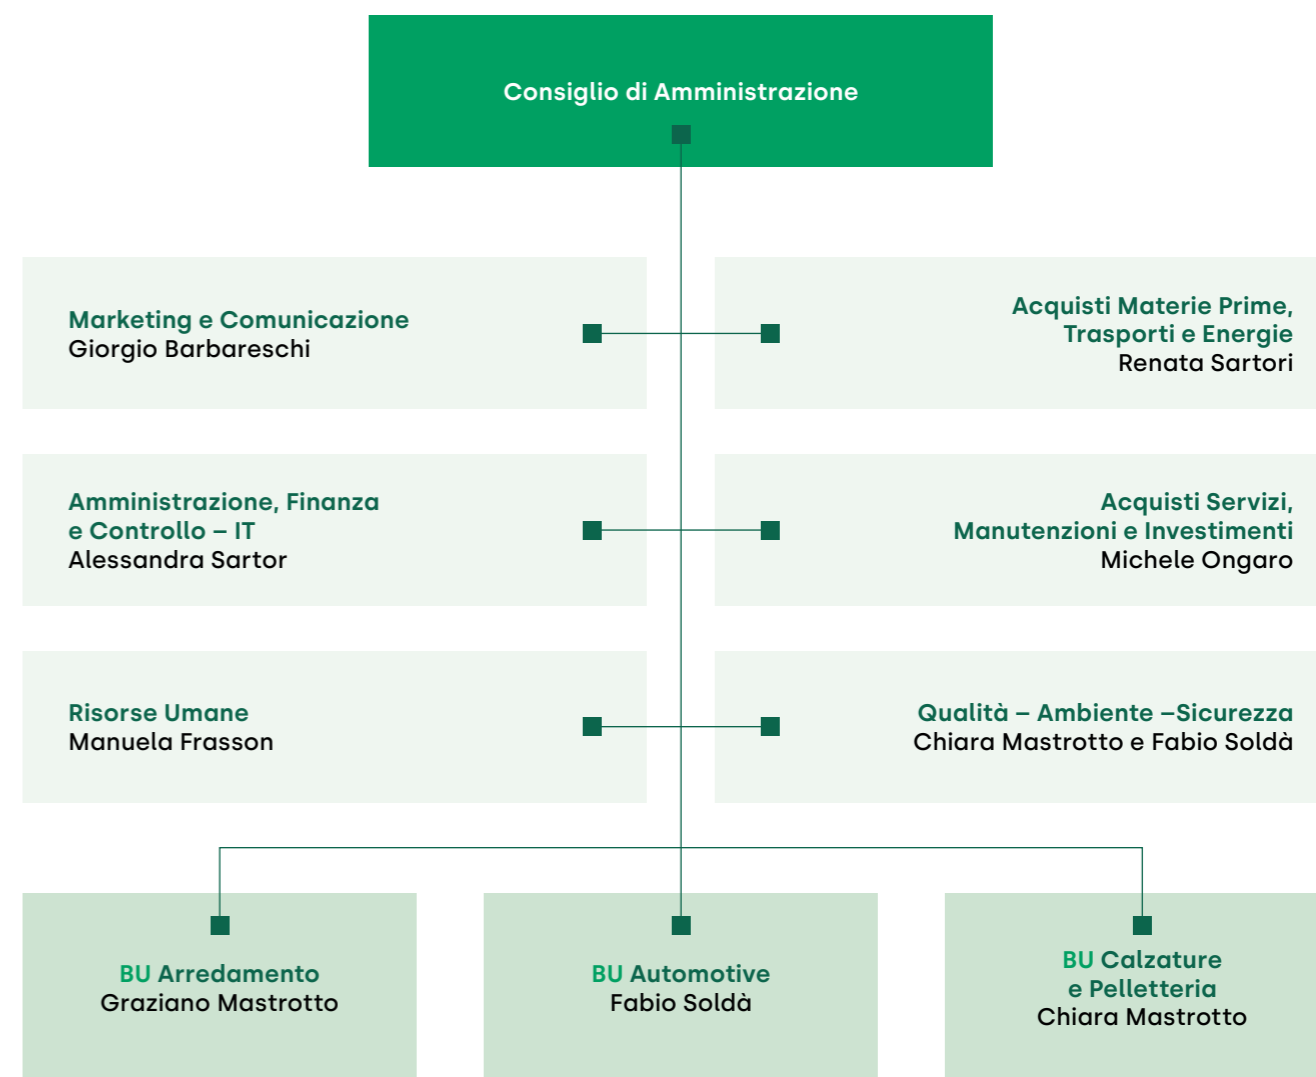 Consiglio di Amministrazione
Marketing e Comunicazione
Giorgio Barbareschi
Acquisti Materie Prime,
Trasporti e Energie
Renata Sartori
Amministrazione, Finanza
e Controllo – IT
Alessandra Sartor
Acquisti Servizi,
Manutenzioni e Investimenti
Michele Ongaro
Risorse Umane
Manuela Frasson
Qualità – Ambiente –Sicurezza
Chiara Mastrotto e Fabio Soldà
BU Arredamento
Graziano Mastrotto
BU Automotive
Fabio Soldà
BU Calzature
e Pelletteria
Chiara Mastrotto